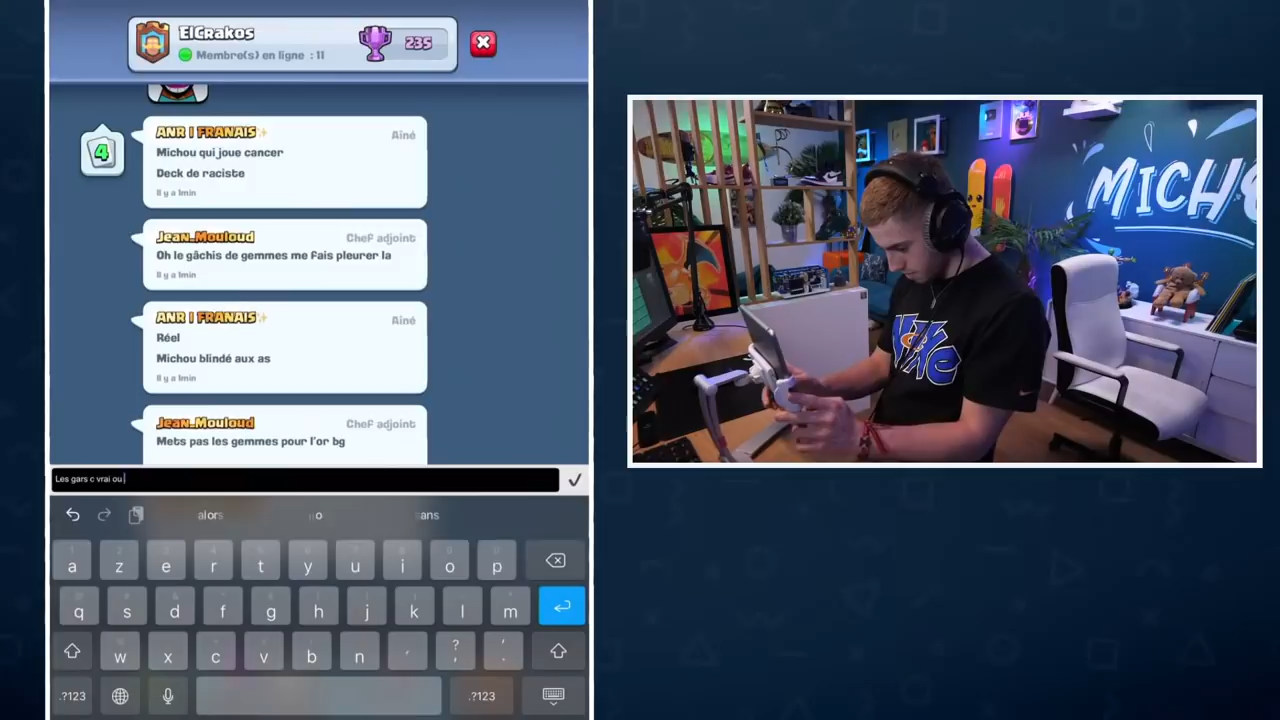 ElGrakos
235
Membre(s) en ligne : 11
4
ANR I FRANAIS
Aîné
Michou qui joue cancer
Deck de raciste
Il y a 1min
Jean_Mouloud
Chef adjoint
Oh le gâchis de gemmes me fais pleurer la
Il y a 1min
ANR I FRANAIS
Aîné
Réel
Michou blindé aux as
Il y a 1min
Jean_Mouloud
Chef adjoint
Mets pas les gemmes pour l'or bg
Les gars c vrai ou
alors
o
sans
a z e r t y u i o p
q s d f g h j k l m
w x c v b n ' ? , ! .
.?123
.?123
MICH
NIKE